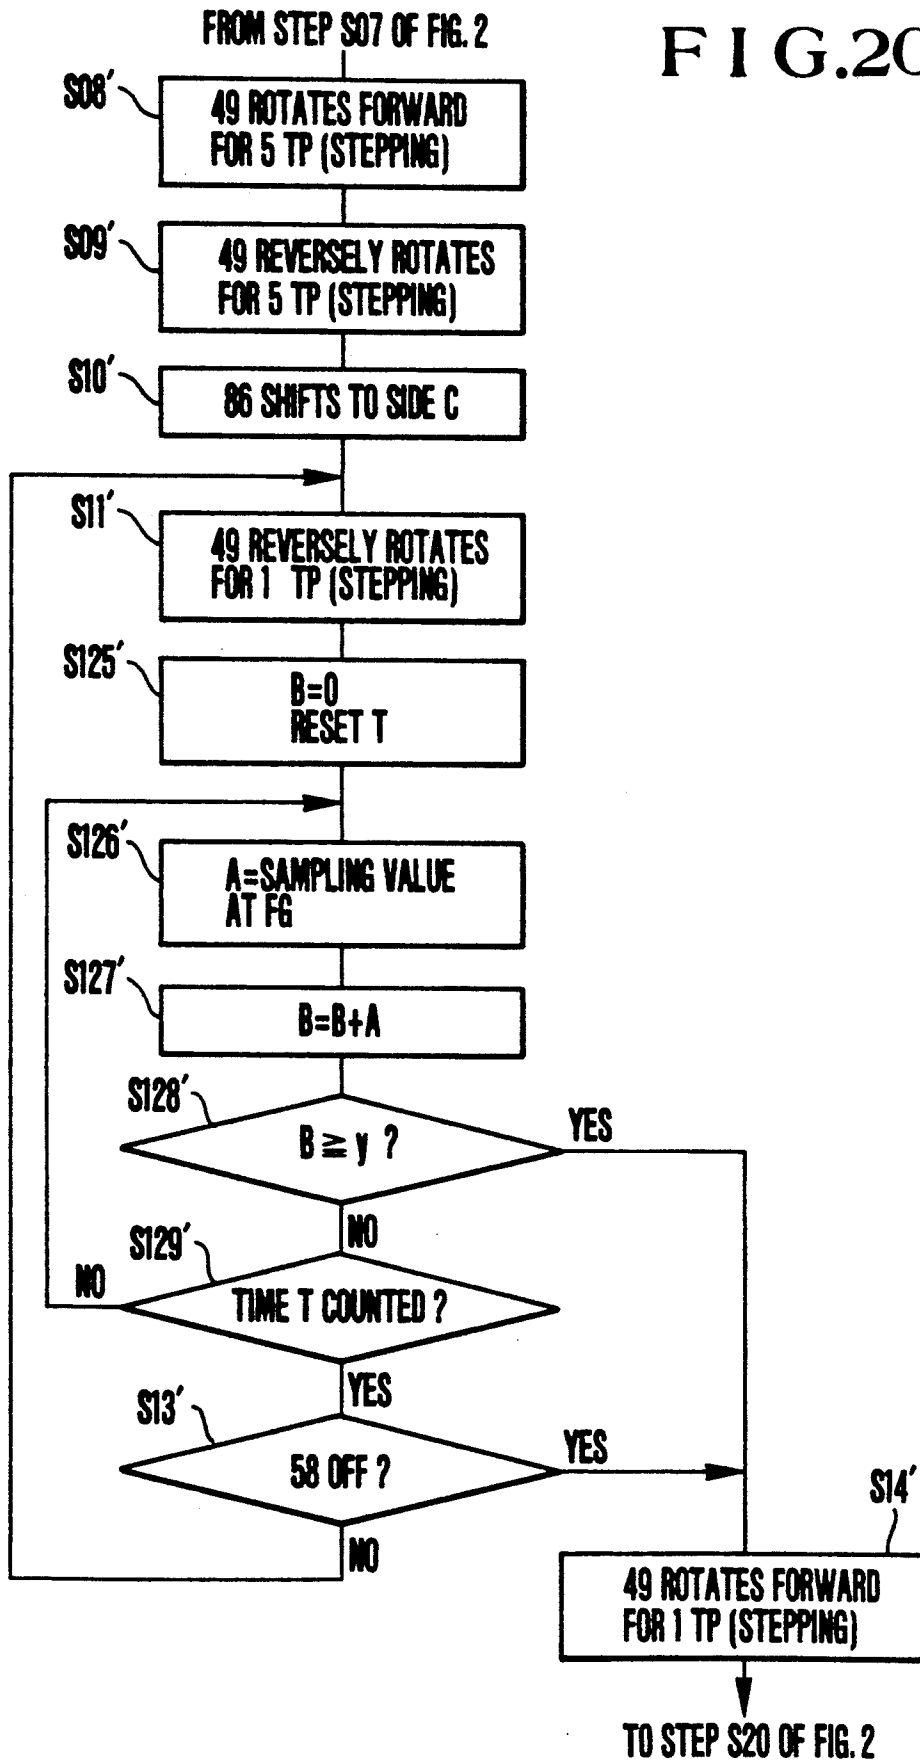 FROM STEP S07 OF FIG. 2
FIG.20
S08'
49 ROTATES FORWARD
FOR 5 TP (STEPPING)
S09'
49 REVERSELY ROTATES
FOR 5 TP (STEPPING)
S10'
86 SHIFTS TO SIDE C
S11'
49 REVERSELY ROTATES
FOR 1 TP (STEPPING)
S125'
B=0
RESET T
S126'
A=SAMPLING VALUE
AT FG
S127'
B=B+A
S128'
B ≧ y ?
YES
NO
S129'
NO
TIME T COUNTED ?
YES
S13'
58 OFF ?
YES
NO
S14'
49 ROTATES FORWARD
FOR 1 TP (STEPPING)
TO STEP S20 OF FIG. 2